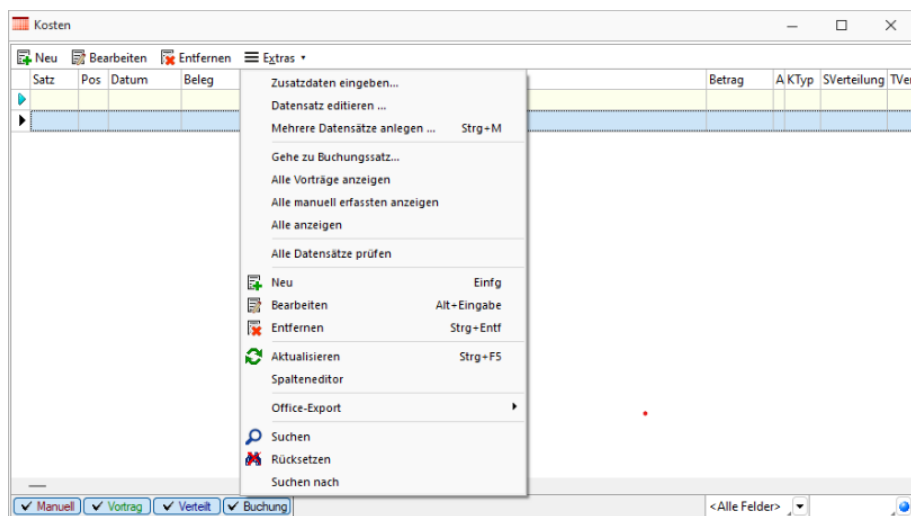 Kosten
Neu Bearbeiten Entfernen Extras
Satz Pos Datum Beleg Betrag A KTyp SVerteilung TVer
Zusatzdaten eingeben...
Datensatz editieren ...
Mehrere Datensätze anlegen ... Strg+M
Gehe zu Buchungssatz...
Alle Vorträge anzeigen
Alle manuell erfassten anzeigen
Alle anzeigen
Alle Datensätze prüfen
Neu Einfg
Bearbeiten Alt+Eingabe
Entfernen Strg+Entf
Aktualisieren Strg+F5
Spalteneditor
Office-Export
Suchen
Rücksetzen
Suchen nach
Manuell Vortrag Verteilt Buchung <Alle Felder>